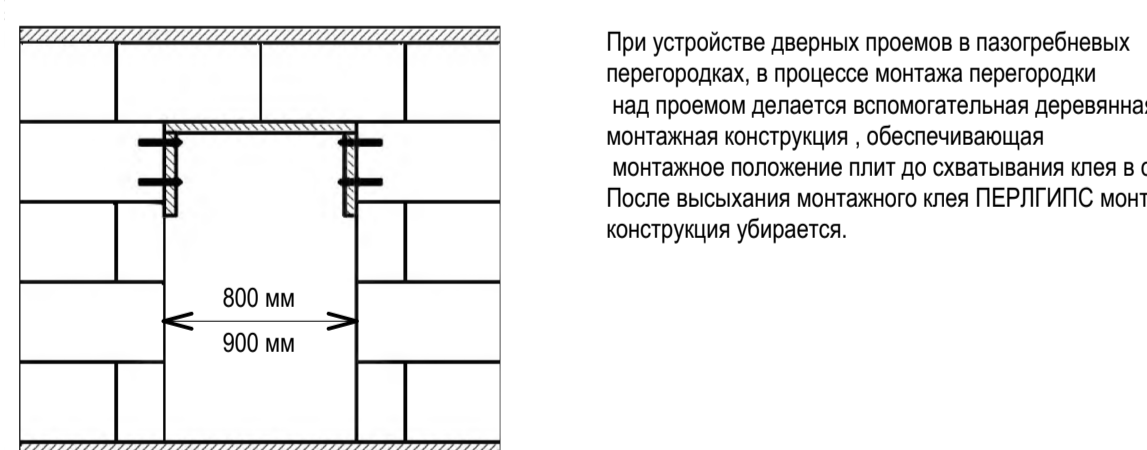 800 мм
900 мм
При устройстве дверных проемов в пазогребневых
перегородках, в процессе монтажа перегородки
над проемом делается вспомогательная деревянная
монтажная конструкция , обеспечивающая
монтажное положение плит до схватывания клея в
После высыхания монтажного клея ПЕРЛГИПС
конструкция убирается.